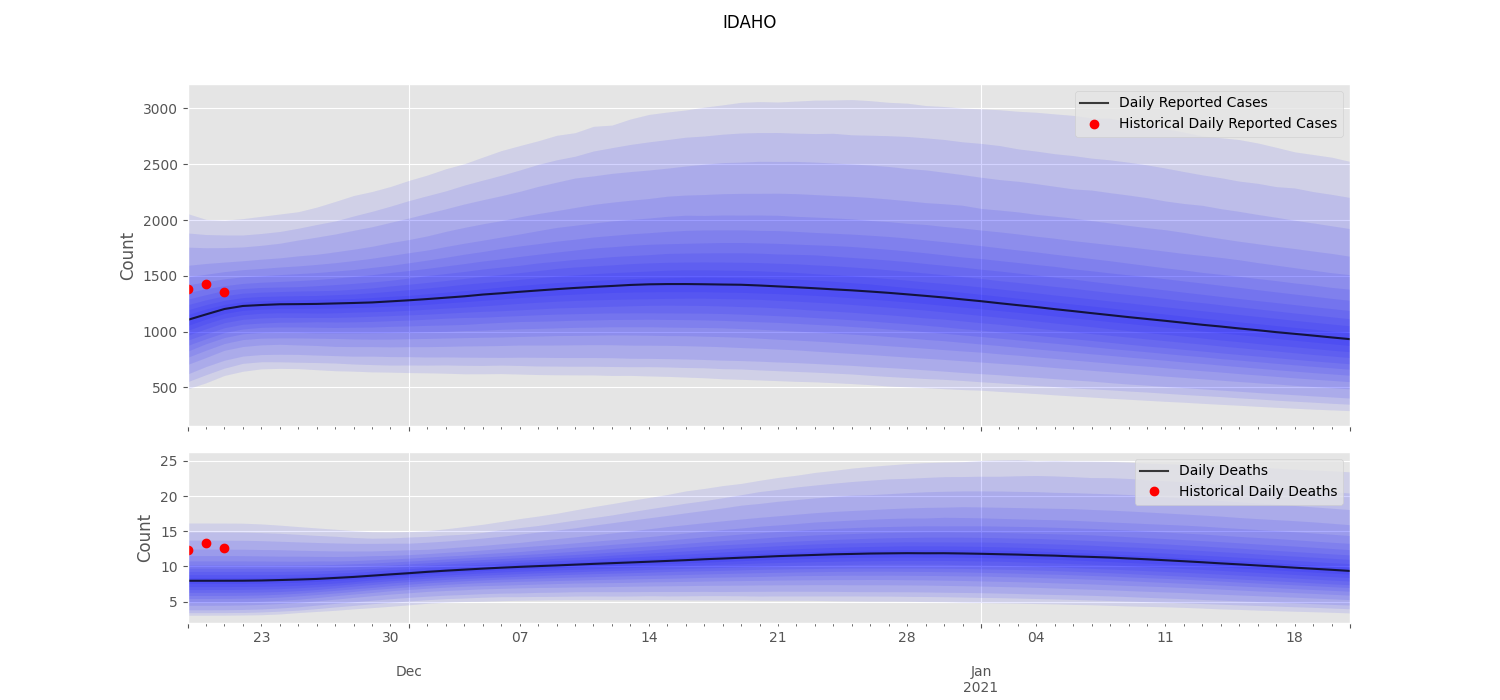 IDAHO
3000
2500
2000
1500
1000
500
Count
Daily Reported Cases
Historical Daily Reported Cases
25
20
15
10
5
Count
Daily Deaths
Historical Daily Deaths
23 30 07 14 21 28 04 11 18
Dec Jan
2021